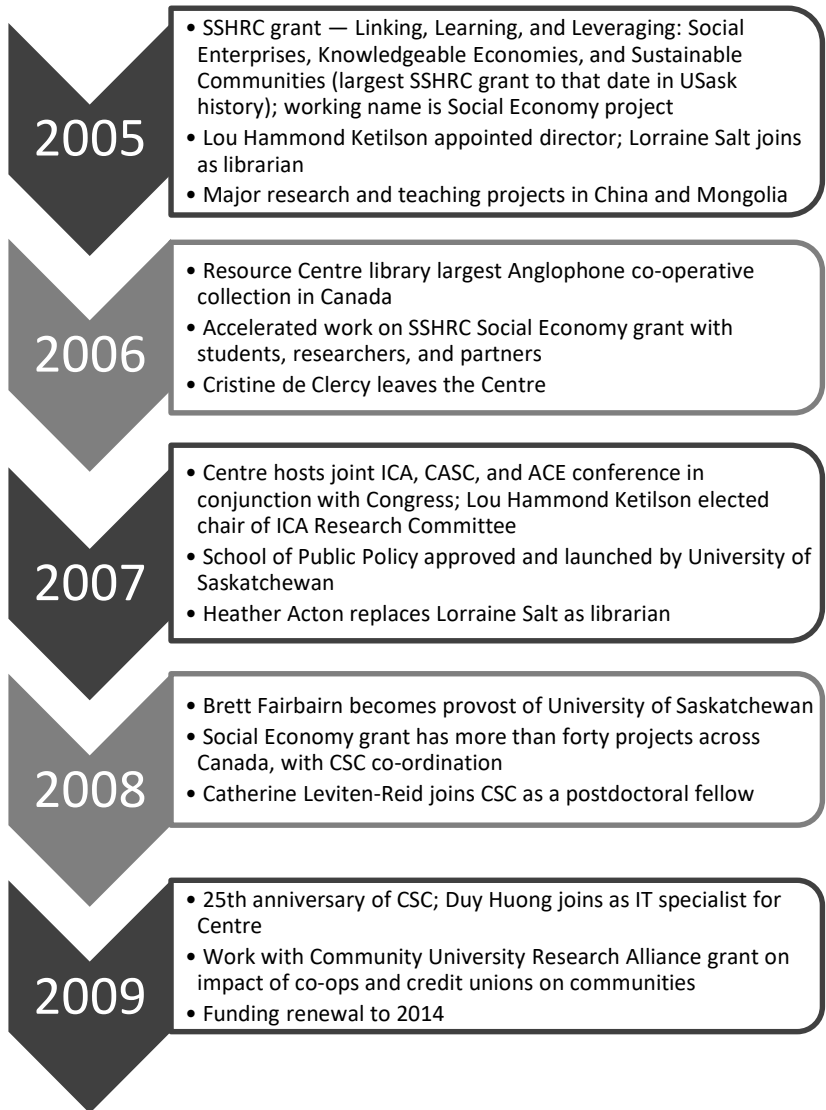 2005
• SSHRC grant — Linking, Learning, and Leveraging: Social
Enterprises, Knowledgeable Economies, and Sustainable
Communities (largest SSHRC grant to that date in USask
history); working name is Social Economy project
• Lou Hammond Ketilson appointed director; Lorraine Salt joins
as librarian
• Major research and teaching projects in China and Mongolia
2006
• Resource Centre library largest Anglophone co-operative
collection in Canada
• Accelerated work on SSHRC Social Economy grant with
students, researchers, and partners
• Cristine de Clercy leaves the Centre
2007
• Centre hosts joint ICA, CASC, and ACE conference in
conjunction with Congress; Lou Hammond Ketilson elected
chair of ICA Research Committee
• School of Public Policy approved and launched by University of
Saskatchewan
• Heather Acton replaces Lorraine Salt as librarian
2008
• Brett Fairbairn becomes provost of University of Saskatchewan
• Social Economy grant has more than forty projects across
Canada, with CSC co-ordination
• Catherine Leviten-Reid joins CSC as a postdoctoral fellow
2009
• 25th anniversary of CSC; Duy Huong joins as IT specialist for
Centre
• Work with Community University Research Alliance grant on
impact of co-ops and credit unions on communities
• Funding renewal to 2014